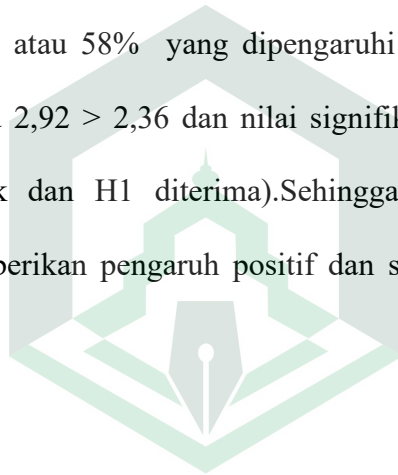 atau 58% yang dipengaruhi
2,92 > 2,36 dan nilai signifik
dan H1 diterima).Sehingga
berikan pengaruh positif dan s